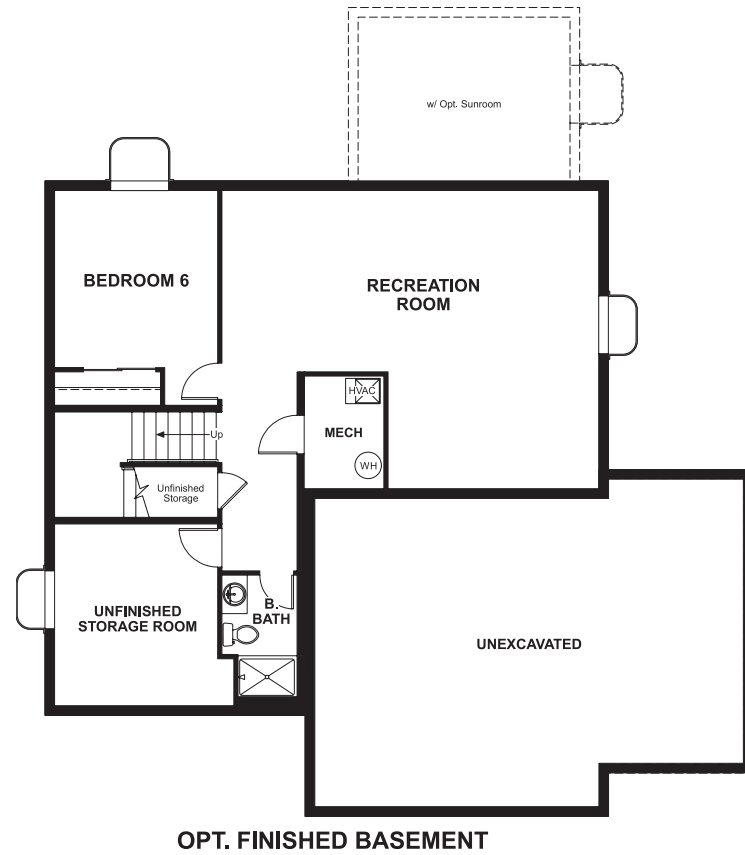 w/ Opt. Sunroom
BEDROOM 6
RECREATION
ROOM
HVAC
MECH
Up
WH
Unfinished
Storage
UNFINISHED
STORAGE ROOM
B.
BATH
UNEXCAVATED
OPT. FINISHED BASEMENT